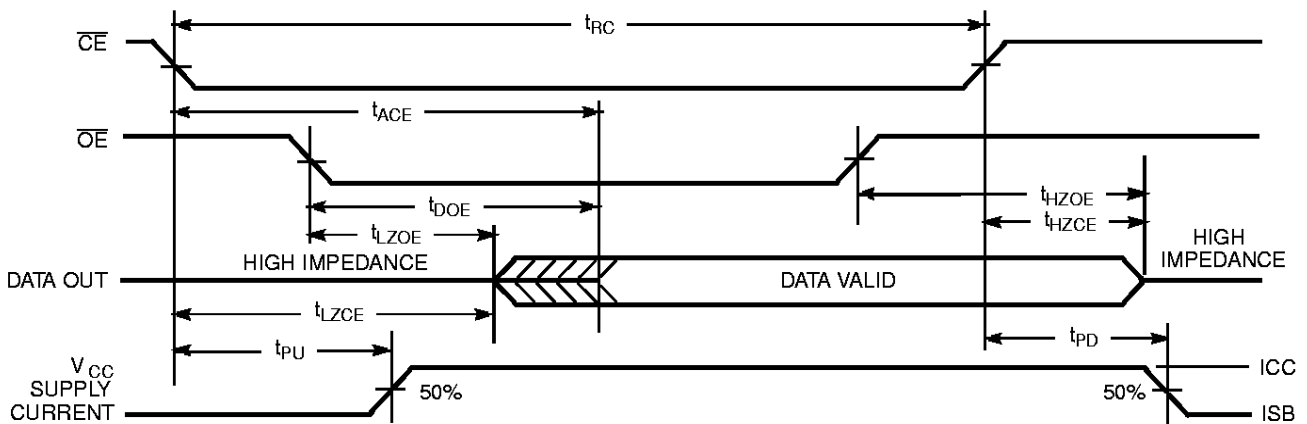 tRC
CE
tACE
OE
tHZOE
tDOE
tHZCE
tLZOE
HIGH IMPEDANCE
HIGH IMPEDANCE
DATA OUT
DATA VALID
tLZCE
tPU
tPD
VCC SUPPLY CURRENT
50%
50%
ICC
ISB